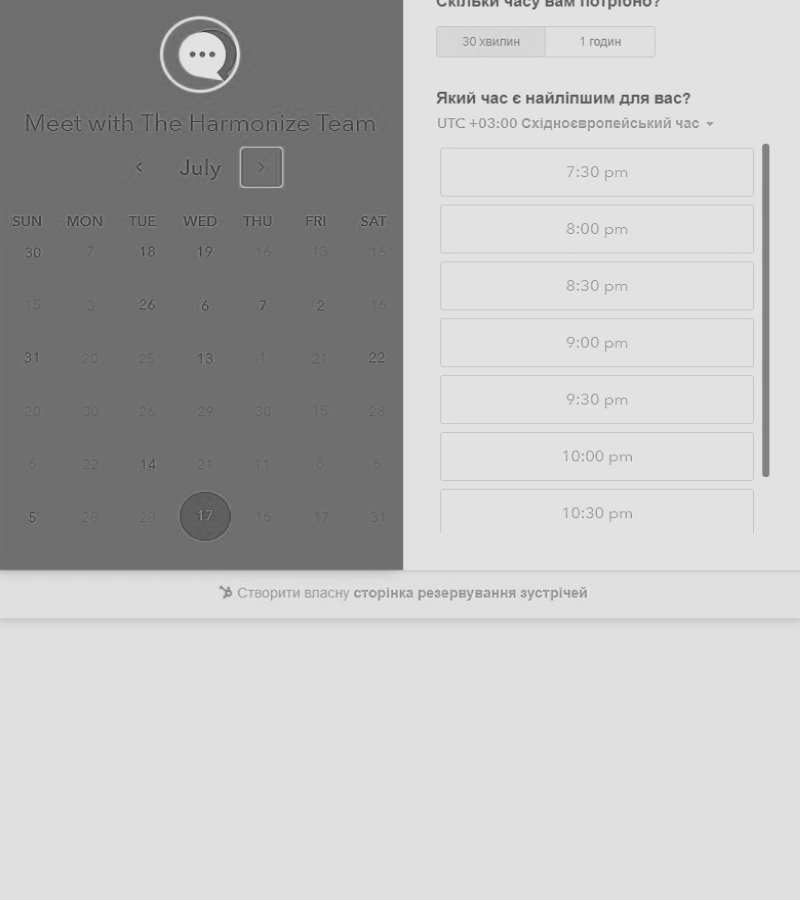 Скільки часу вам потрібно?
30 хвилин 1 годин
Meet with The Harmonize Team
July
SUN MON TUE WED THU FRI SAT
30 7 18 19 16 13 16
15 3 26 6 7 2 16
31 20 25 13 1 21 22
20 30 26 29 30 15 28
6 22 14 21 11 8 6
5 28 28 17 16 17 31
Який час є найліпшим для вас?
UTC +03:00 Східноєвропейський час
7:30 pm
8:00 pm
8:30 pm
9:00 pm
9:30 pm
10:00 pm
10:30 pm
Створити власну сторінка резервування зустрічей